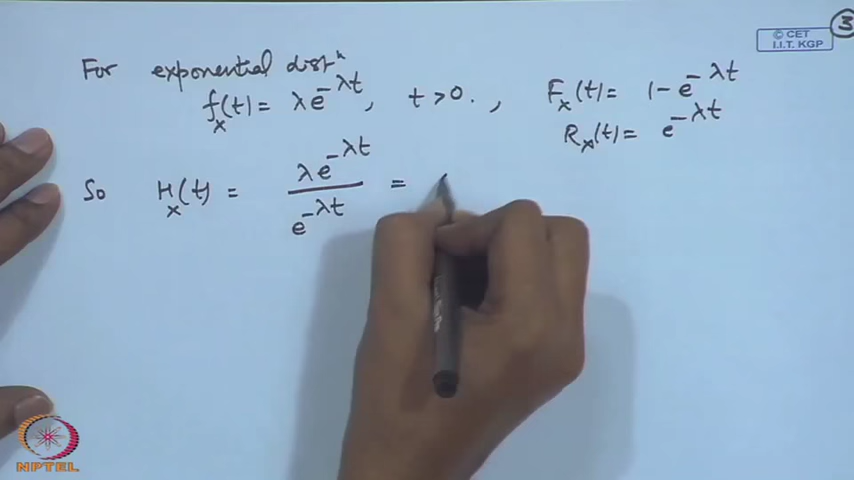 © CET
I.I.T. KGP
3
For exponential distⁿ
f_X(t) = λe^{-λt}, t > 0. , F_X(t) = 1 - e^{-λt}
R_X(t) = e^{-λt}
So H_X(t) = λe^{-λt} / e^{-λt} =
NPTEL